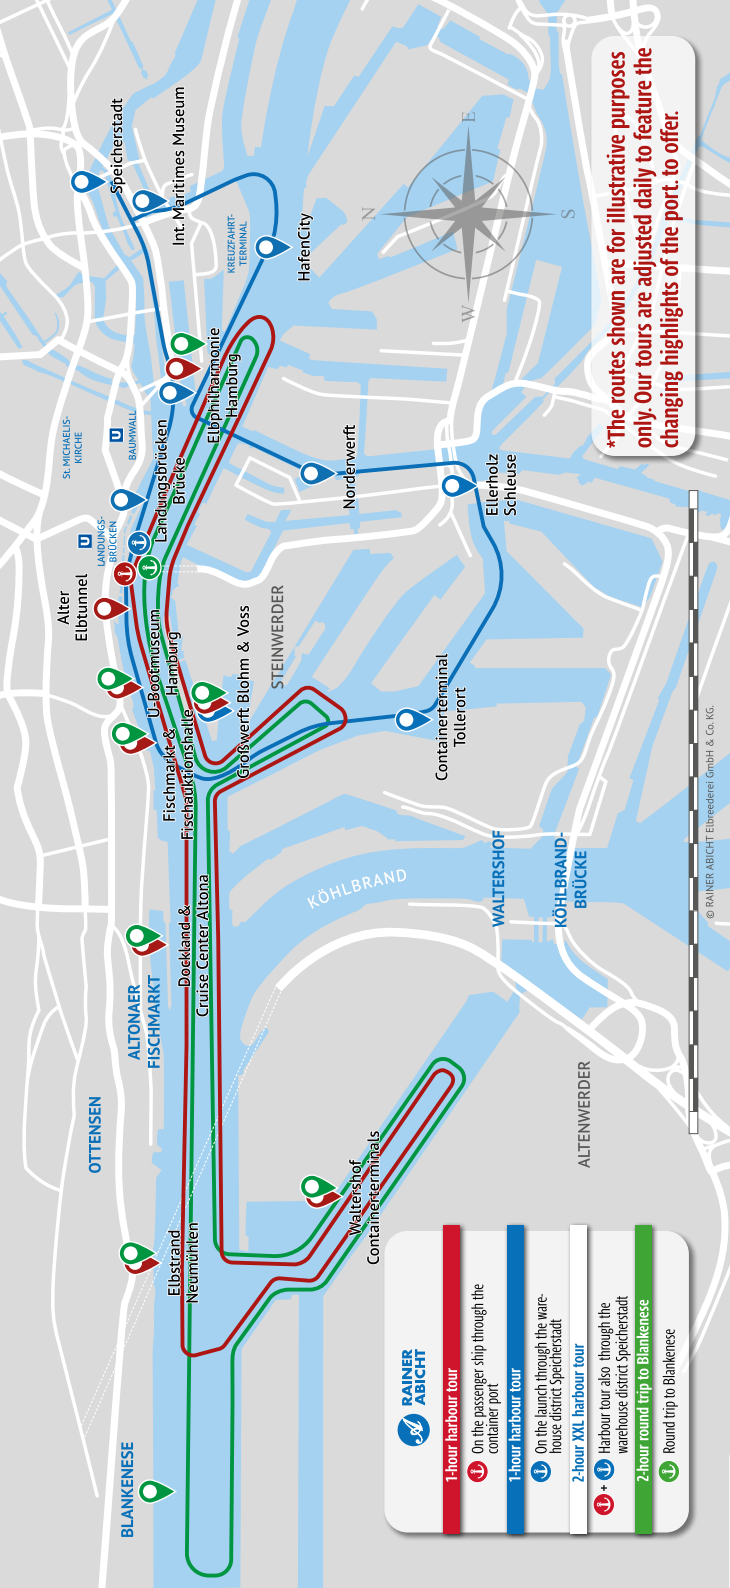 BLANKENESE
OTTENSEN
ALTONAER
FISCHMARKT
Elbstrand
Neumühlen
Dockland &
Cruise Center Altona
Fischmarkt &
Fischauktionshalle
U-Bootmuseum
Hamburg
Alter
Elbtunnel
U
LANDUNGS-
BRÜCKEN
Landungsbrücken
Brücke
St. MICHAELIS-
KIRCHE
U
BAUMWALL
Elbphilharmonie
Hamburg
Speicherstadt
Int. Maritimes Museum
KREUZFAHRT-
TERMINAL
HafenCity
Großwerft Blohm & Voss
STEINWERDER
Norderwerft
Ellerholz
Schleuse
Containerterminal
Tollerort
KÖHLBRAND
WALTERSHOF
KÖHLBRAND-
BRÜCKE
Waltershof
Containerterminals
ALTENWERDER
N
E
S
W
RAINER
ABICHT
1-hour harbour tour
On the passenger ship through the
container port
1-hour harbour tour
On the launch through the ware-
house district Speicherstadt
2-hour XXL harbour tour
+
Harbour tour also through the
warehouse district Speicherstadt
2-hour round trip to Blankenese
Round trip to Blankenese
*The routes shown are for illustrative purposes
only. Our tours are adjusted daily to feature the
changing highlights of the port. to offer.
© RAINER ABICHT Elbreederei GmbH & Co. KG.